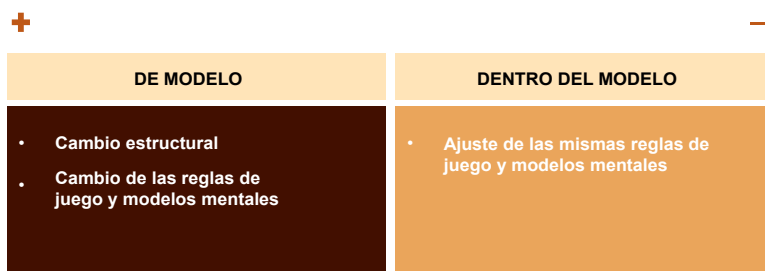 + –
DE MODELO
DENTRO DEL MODELO
• Cambio estructural
• Cambio de las reglas de
juego y modelos mentales
• Ajuste de las mismas reglas de
juego y modelos mentales